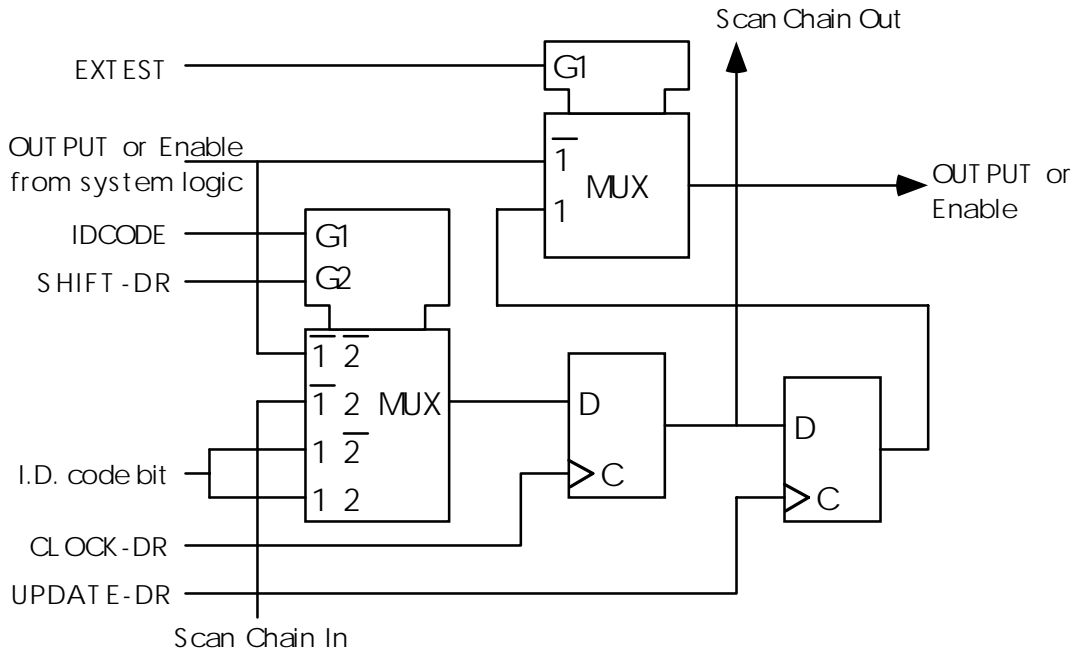 Scan Chain Out
EXTEST
G1
OUTPUT or Enable
from system logic
1̅
MUX
1
OUTPUT or
Enable
IDCODE
G1
SHIFT-DR
G2
1̅ 2̅
1̅ 2 MUX
D
D
I.D. code bit
1 2̅
C
1 2
C
CLOCK-DR
UPDATE-DR
Scan Chain In